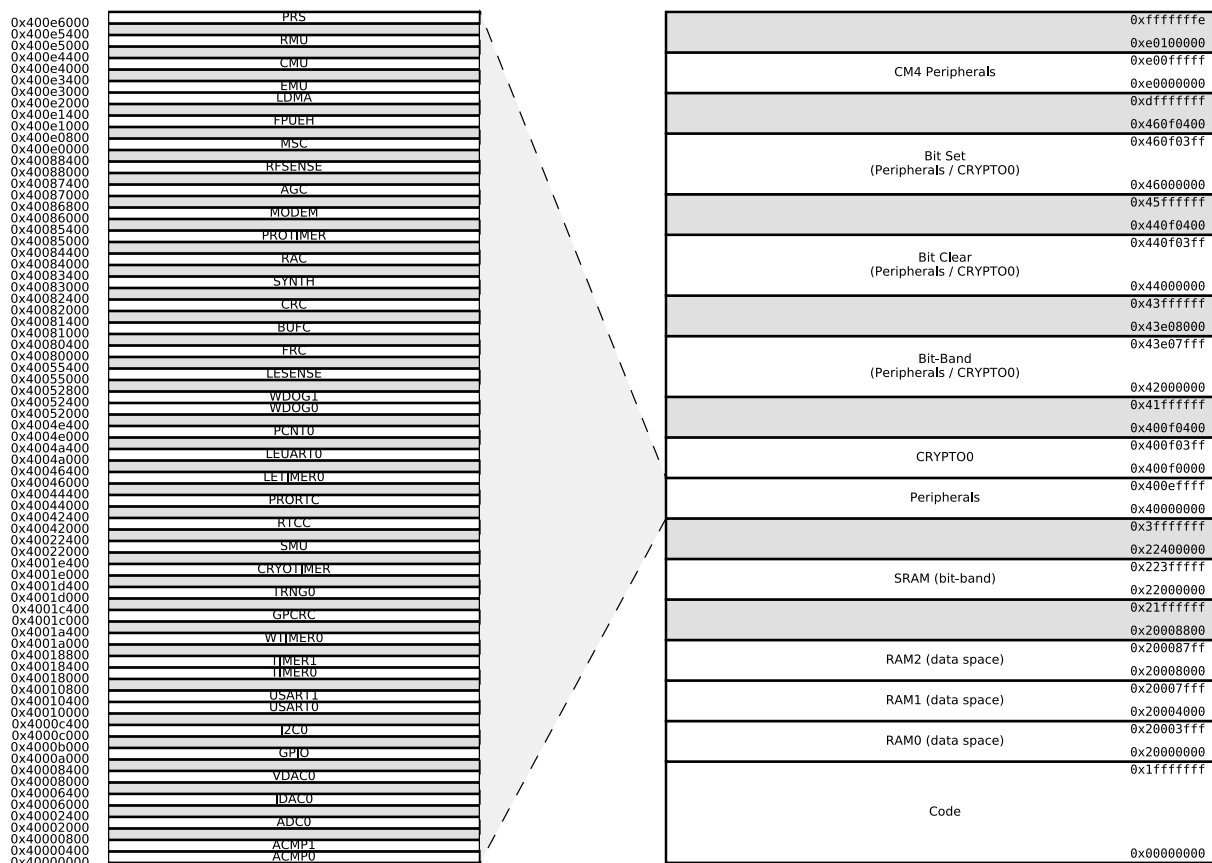 PRS
0x400e6000
0x400e5400
RMU
0x400e5000
0x400e4400
CMU
0x400e4000
0x400e3400
EMU
0x400e3000
LDMA
0x400e2000
0x400e1400
FPUEH
0x400e1000
0x400e0800
MSC
0x400e0000
0x40088400
RFSENSE
0x40088000
0x40087400
AGC
0x40087000
0x40086800
MODEM
0x40086000
0x40085400
PROTIMER
0x40085000
0x40084400
RAC
0x40084000
0x40083400
SYNTH
0x40083000
0x40082400
CRC
0x40082000
0x40081400
BUFC
0x40081000
0x40080400
FRC
0x40080000
0x40055400
LESENSE
0x40055000
0x40052800
WDOG1
0x40052400
WDOG0
0x40052000
0x4004e400
PCNT0
0x4004e000
0x4004a400
LEUART0
0x4004a000
0x40046400
LETIMER0
0x40046000
0x40044400
PRORTC
0x40044000
0x40042400
RTCC
0x40042000
0x40022400
SMU
0x40022000
0x4001e400
CRYOTIMER
0x4001e000
0x4001d400
TRNG0
0x4001d000
0x4001c400
GPCRC
0x4001c000
0x4001a400
WTIMER0
0x4001a000
0x40018800
TIMER1
0x40018400
TIMER0
0x40018000
0x40010800
USART1
0x40010400
USART0
0x40010000
0x4000c400
I2C0
0x4000c000
0x4000b000
GPIO
0x4000a000
0x40008400
VDAC0
0x40008000
0x40006400
IDAC0
0x40006000
0x40002400
ADC0
0x40002000
0x40000800
ACMP1
0x40000400
ACMP0
0x40000000
0xfffffffe
0xe0100000
0xe00fffff
CM4 Peripherals
0xe0000000
0xdfffffff
0x460f0400
0x460f03ff
Bit Set
(Peripherals / CRYPTO0)
0x46000000
0x45ffffff
0x440f0400
0x440f03ff
Bit Clear
(Peripherals / CRYPTO0)
0x44000000
0x43ffffff
0x43e08000
0x43e07fff
Bit-Band
(Peripherals / CRYPTO0)
0x42000000
0x41ffffff
0x400f0400
0x400f03ff
CRYPTO0
0x400f0000
0x400effff
Peripherals
0x40000000
0x3fffffff
0x22400000
0x223fffff
SRAM (bit-band)
0x22000000
0x21ffffff
0x20008800
0x200087ff
RAM2 (data space)
0x20008000
0x20007fff
RAM1 (data space)
0x20004000
0x20003fff
RAM0 (data space)
0x20000000
0x1fffffff
Code
0x00000000